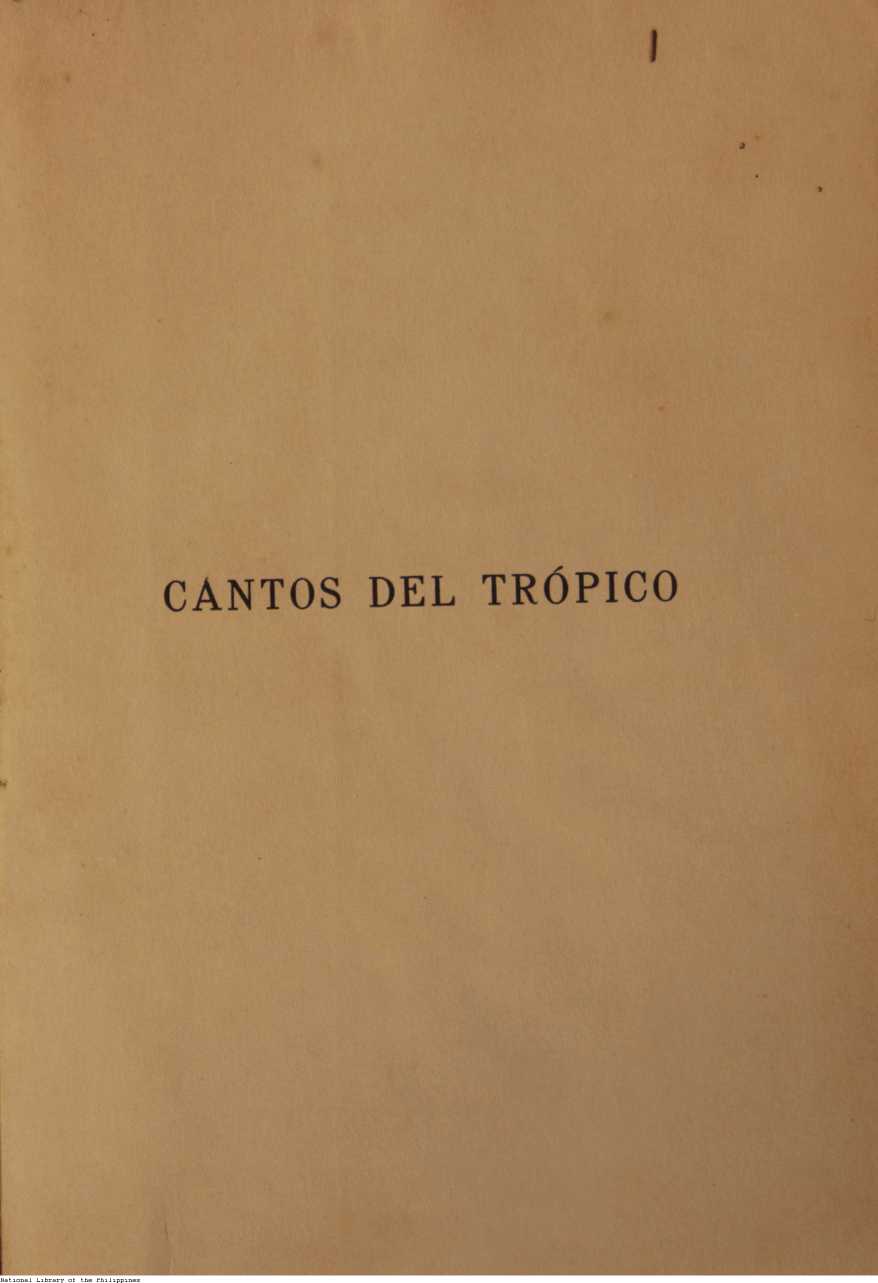 CANTOS DEL TRÓPICO
National Library of the Philippines